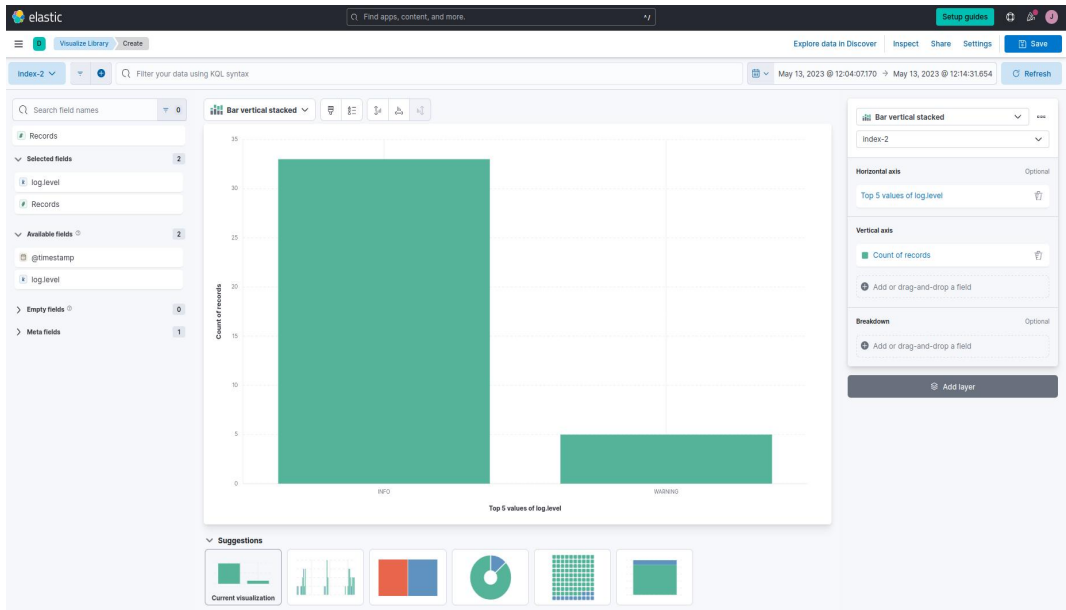 elastic
Find apps, content, and more.
^/
Setup guides
J
D
Visualize Library
Create
Explore data in Discover
Inspect
Share
Settings
Save
Index-2
Filter your data using KQL syntax
May 13, 2023 @ 12:04:07.170
→
May 13, 2023 @ 12:14:31.654
Refresh
Search field names
0
Records
Selected fields
2
log.level
Records
Available fields
2
@timestamp
log.level
Empty fields
0
Meta fields
1
Bar vertical stacked
35
30
25
20
15
10
5
0
Count of records
INFO
WARNING
Top 5 values of log.level
Suggestions
Current visualization
Bar vertical stacked
Index-2
Horizontal axis
Optional
Top 5 values of log.level
Vertical axis
Count of records
Add or drag-and-drop a field
Breakdown
Optional
Add or drag-and-drop a field
Add layer